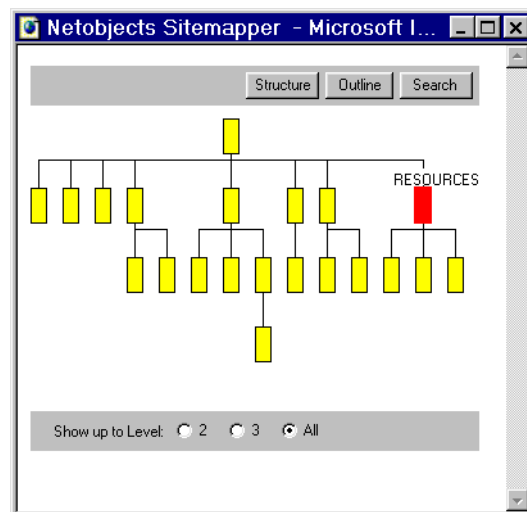 Netobjects Sitemapper - Microsoft I...
Structure Outline Search
RESOURCES
Show up to Level: 2 3 All